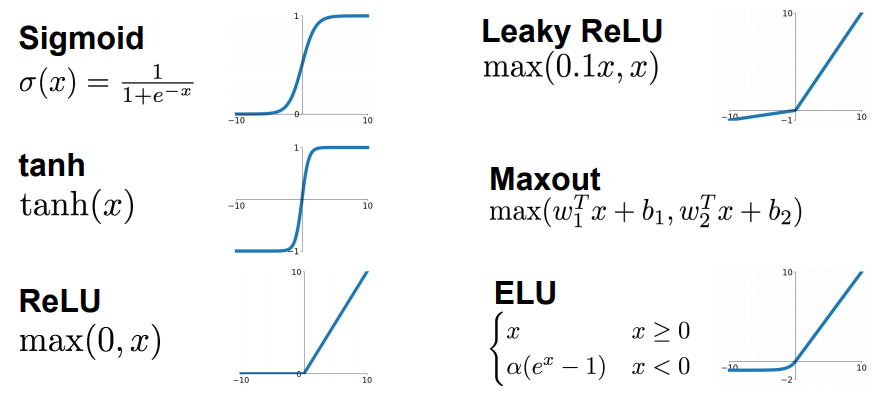 Sigmoid
σ(x) = 1/(1+e^{−x})
1
0
−10
10
tanh
tanh(x)
1
−10
10
−1
ReLU
max(0, x)
10
0
−10
10
Leaky ReLU
max(0.1x, x)
10
−10
−1
10
Maxout
max(w_1^T x + b_1, w_2^T x + b_2)
ELU
{ x x ≥ 0
α(e^x − 1) x < 0
10
−10
−2
10